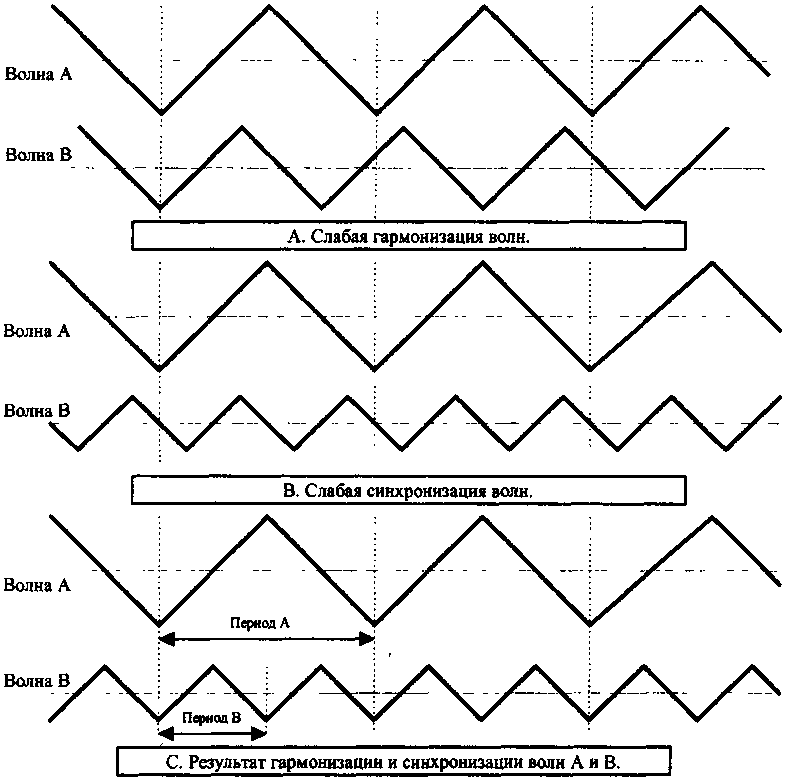 Волна А
Волна В
А. Слабая гармонизация волн.
Волна А
Волна В
В. Слабая синхронизация волн.
Волна А
Период А
Волна В
Период В
С. Результат гармонизации и синхронизации волн А и В.